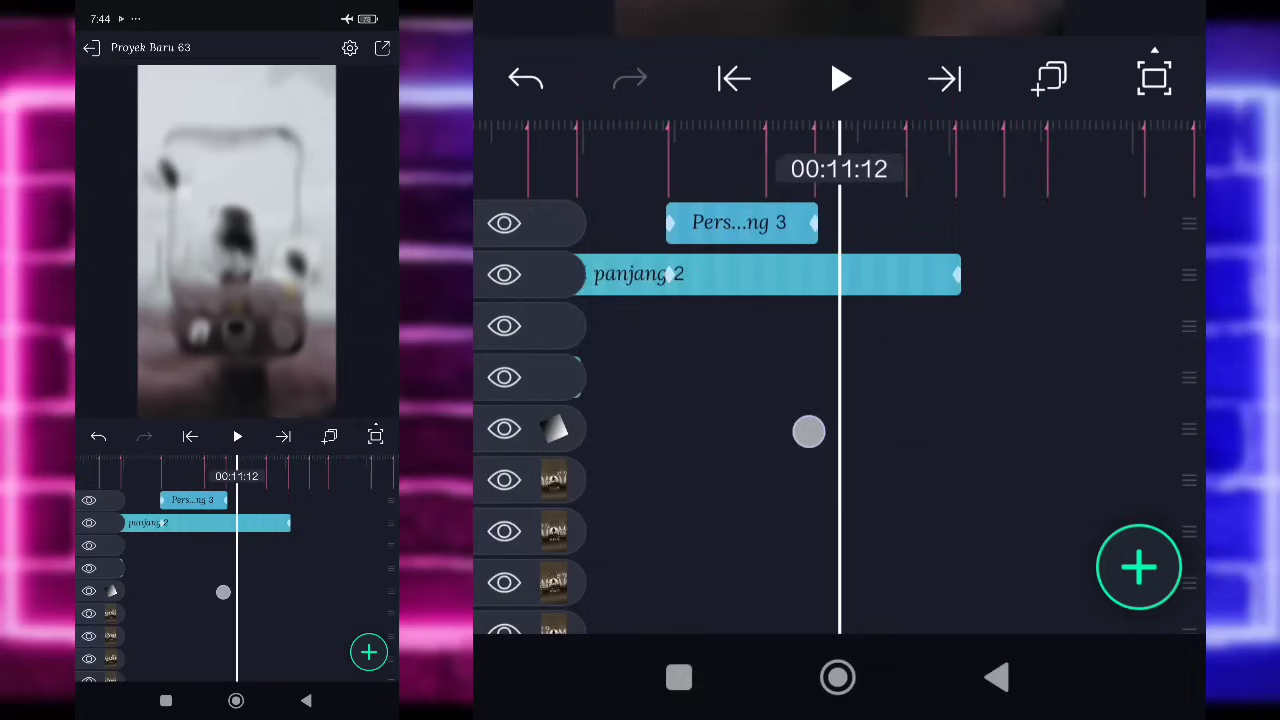 7:44
78
Proyek Baru 63
00:11:12
Pers...ng 3
panjang 2
00:11:12
Pers...ng 3
panjang 2